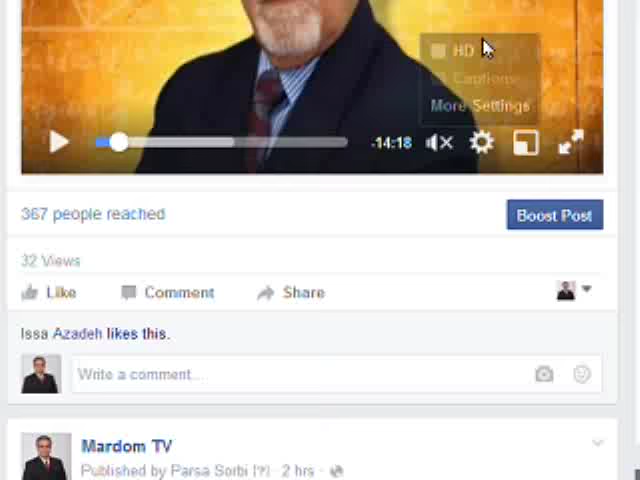 HD
Captions
More Settings
-14:18
367 people reached
Boost Post
32 Views
Like Comment Share
Issa Azadeh likes this.
Write a comment...
Mardom TV
Published by Parsa Sorbi [?] · 2 hrs ·